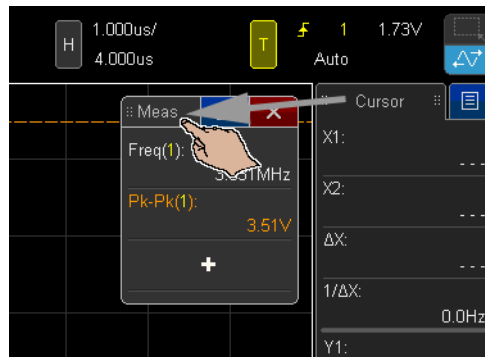 H
1.000us/
4.000us
T
1
1.73V
Auto
Meas
Cursor
Freq(1):
MHz
Pk-Pk(1):
3.51V
+
X1:
---
X2:
---
ΔX:
---
1/ΔX:
0.0Hz
Y1: